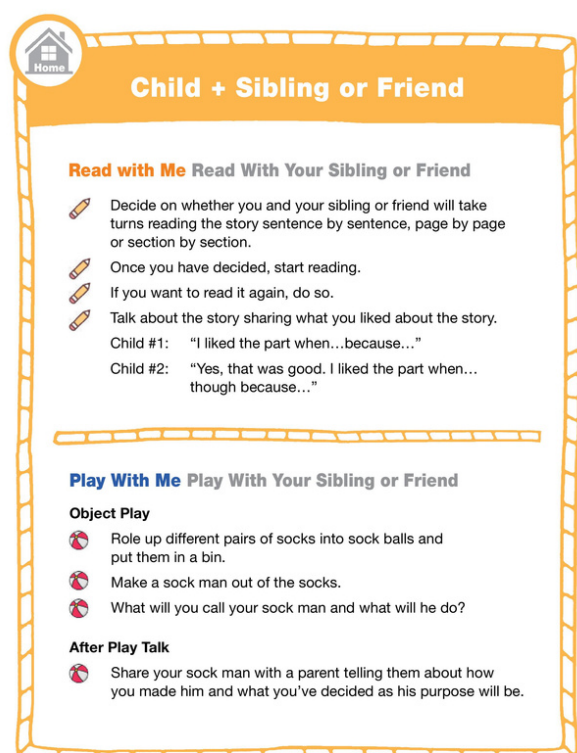 Home
Child + Sibling or Friend
Read with Me Read With Your Sibling or Friend
Decide on whether you and your sibling or friend will take
turns reading the story sentence by sentence, page by page
or section by section.
Once you have decided, start reading.
If you want to read it again, do so.
Talk about the story sharing what you liked about the story.
Child #1: “I liked the part when…because…”
Child #2: “Yes, that was good. I liked the part when…
though because…”
Play With Me Play With Your Sibling or Friend
Object Play
Role up different pairs of socks into sock balls and
put them in a bin.
Make a sock man out of the socks.
What will you call your sock man and what will he do?
After Play Talk
Share your sock man with a parent telling them about how
you made him and what you’ve decided as his purpose will be.